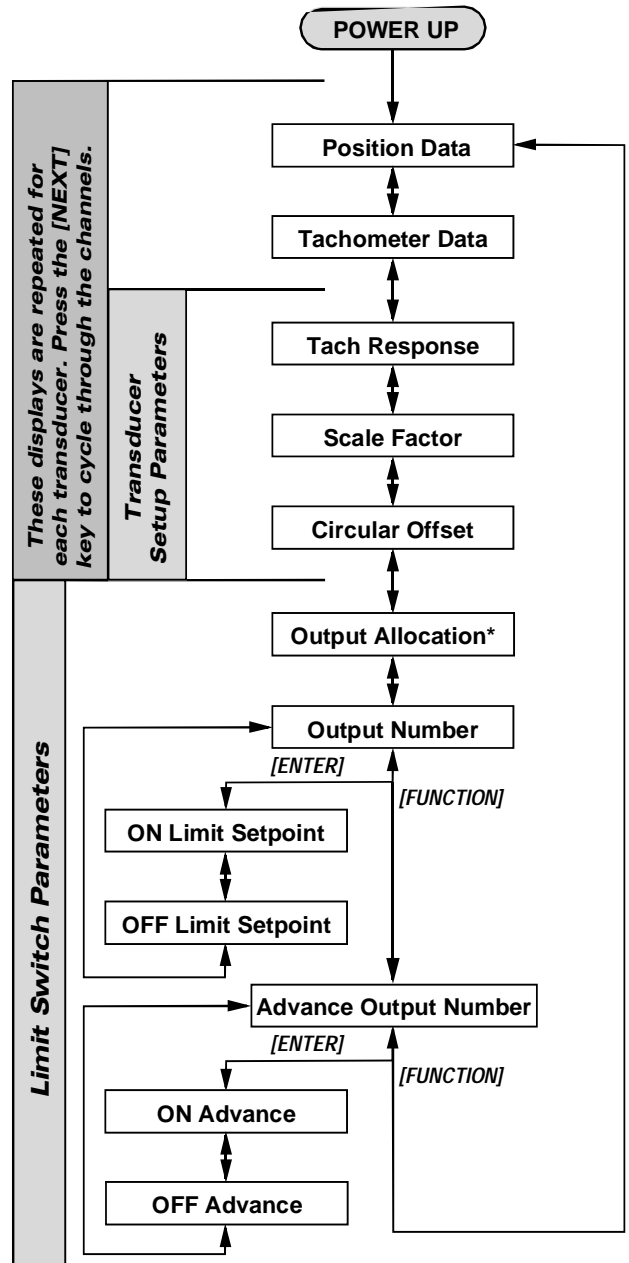 POWER UP
These displays are repeated for
each transducer. Press the [NEXT]
key to cycle through the channels.
Position Data
Tachometer Data
Transducer
Setup Parameters
Tach Response
Scale Factor
Circular Offset
Limit Switch Parameters
Output Allocation*
Output Number
[ENTER]
[FUNCTION]
ON Limit Setpoint
OFF Limit Setpoint
Advance Output Number
[ENTER]
[FUNCTION]
ON Advance
OFF Advance